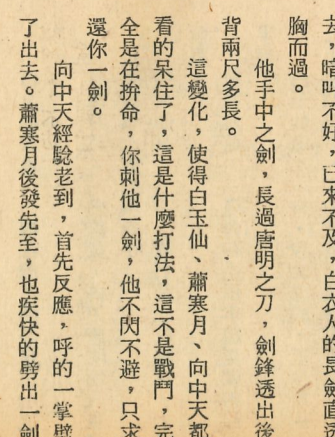 去，暗叫不好，已來不及，白衣人的長劍直透
胸而過。
他手中之劍，長過唐明之刀，劍鋒透出後
背兩尺多長。
這變化，使得白玉仙、蕭寒月、向中天都
看的呆住了，這是什麼打法，這不是戰鬥，完
全是在拚命，你刺他一劍，他不閃不避，只求
還你一劍。
向中天經驗老到，首先反應，呼的一掌劈
了出去。蕭寒月後發先至，也疾快的劈出一劍